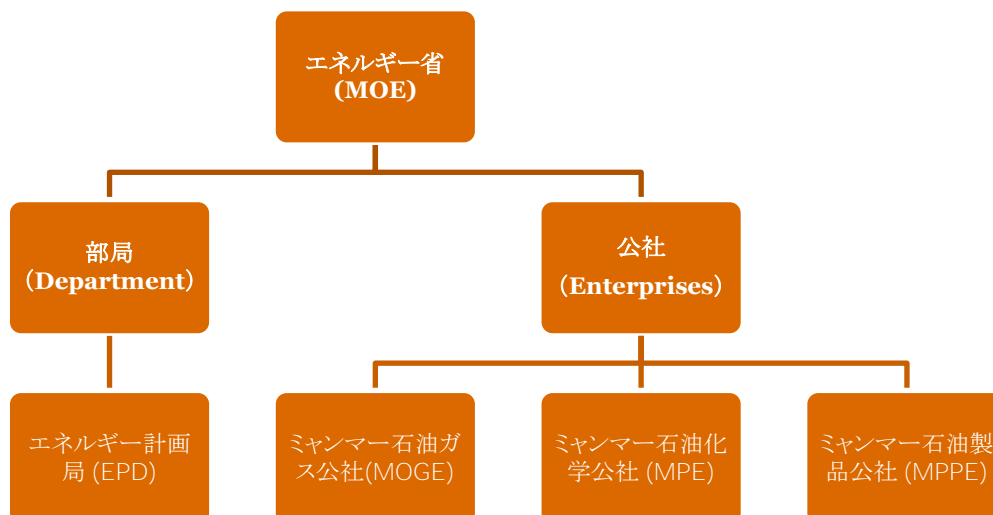 エネルギー省
(MOE)
部局
（Department）
公社
（Enterprises）
エネルギー計画
局 (EPD)
ミャンマー石油ガ
ス公社(MOGE)
ミャンマー石油化
学公社 (MPE)
ミャンマー石油製
品公社 (MPPE)